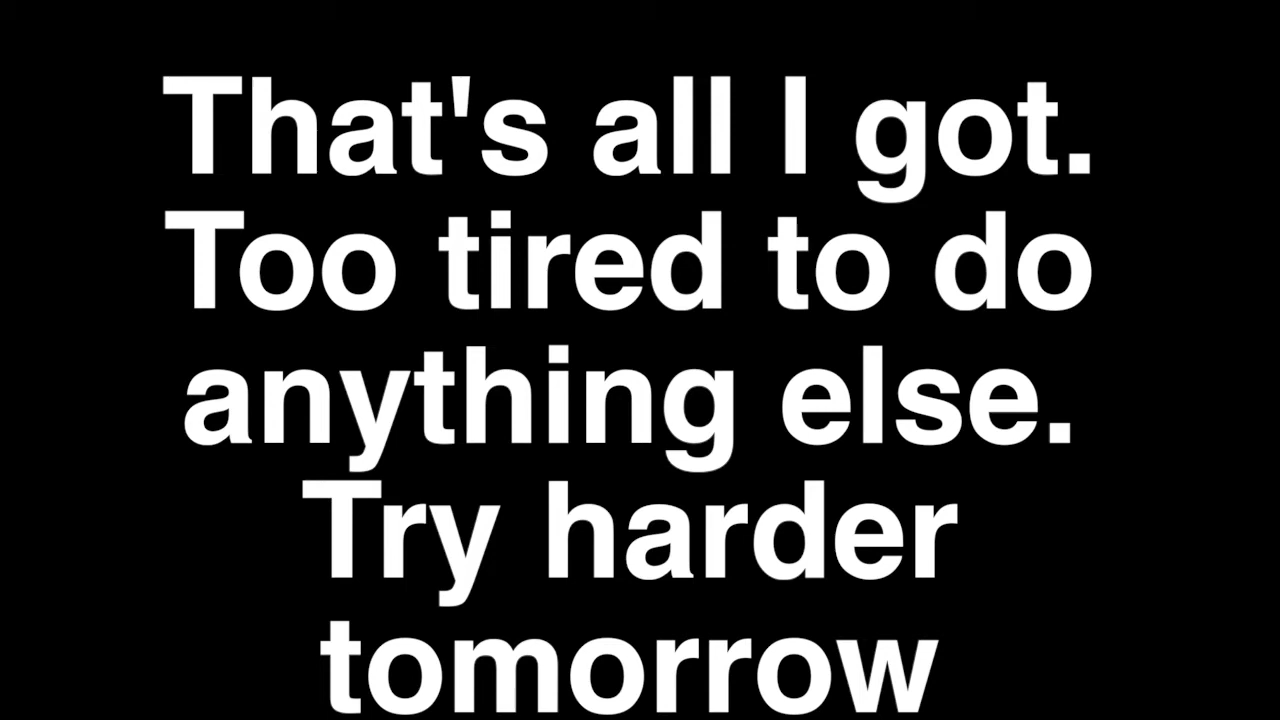 That's all I got.
Too tired to do
anything else.
Try harder
tomorrow